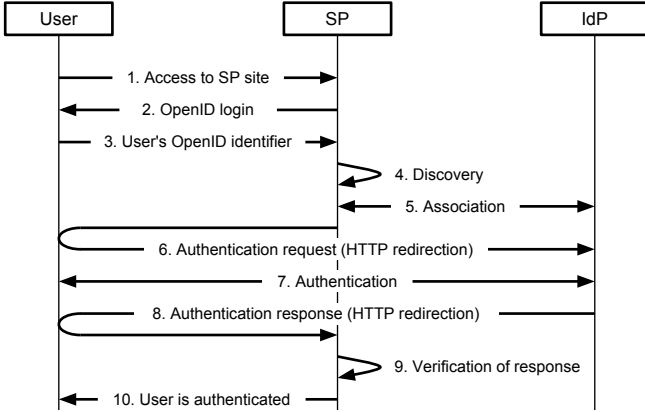 User
SP
IdP
1. Access to SP site
2. OpenID login
3. User's OpenID identifier
4. Discovery
5. Association
6. Authentication request (HTTP redirection)
7. Authentication
8. Authentication response (HTTP redirection)
9. Verification of response
10. User is authenticated